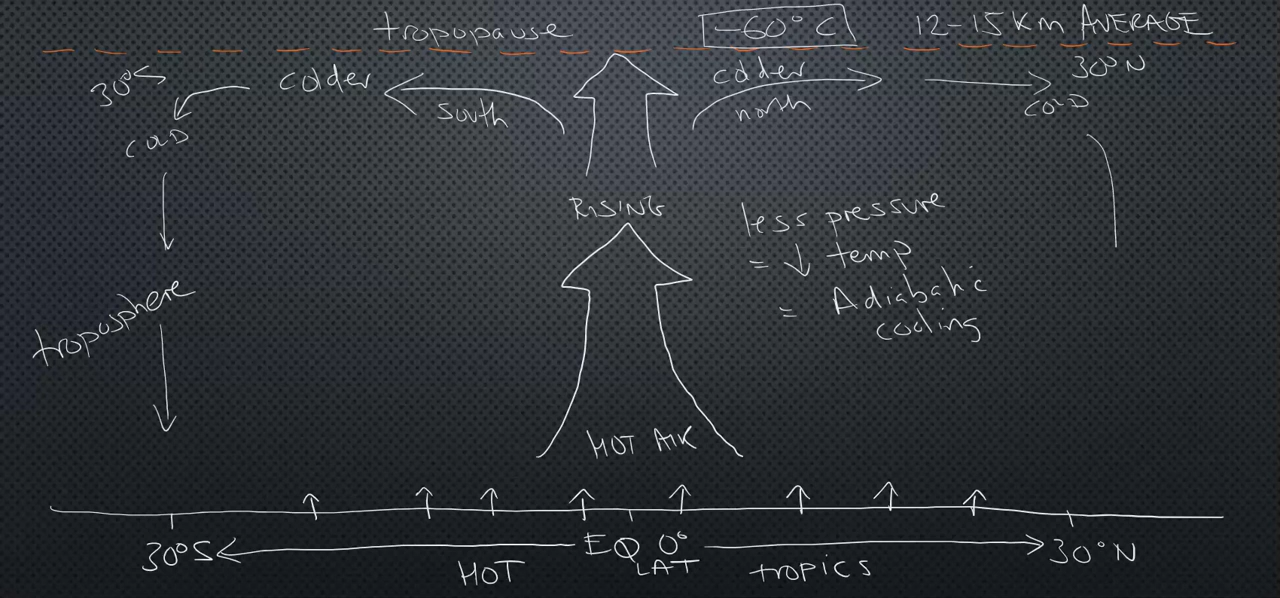 tropopause
-60° C
12-15 Km AVERAGE
30°S
colder
south
colder
north
30°N
COLD
COLD
RISING
less pressure
= ↓ temp
= Adiabatic
cooling
troposphere
HOT AIR
30°S
EQ 0°
LAT
30°N
HOT
tropics